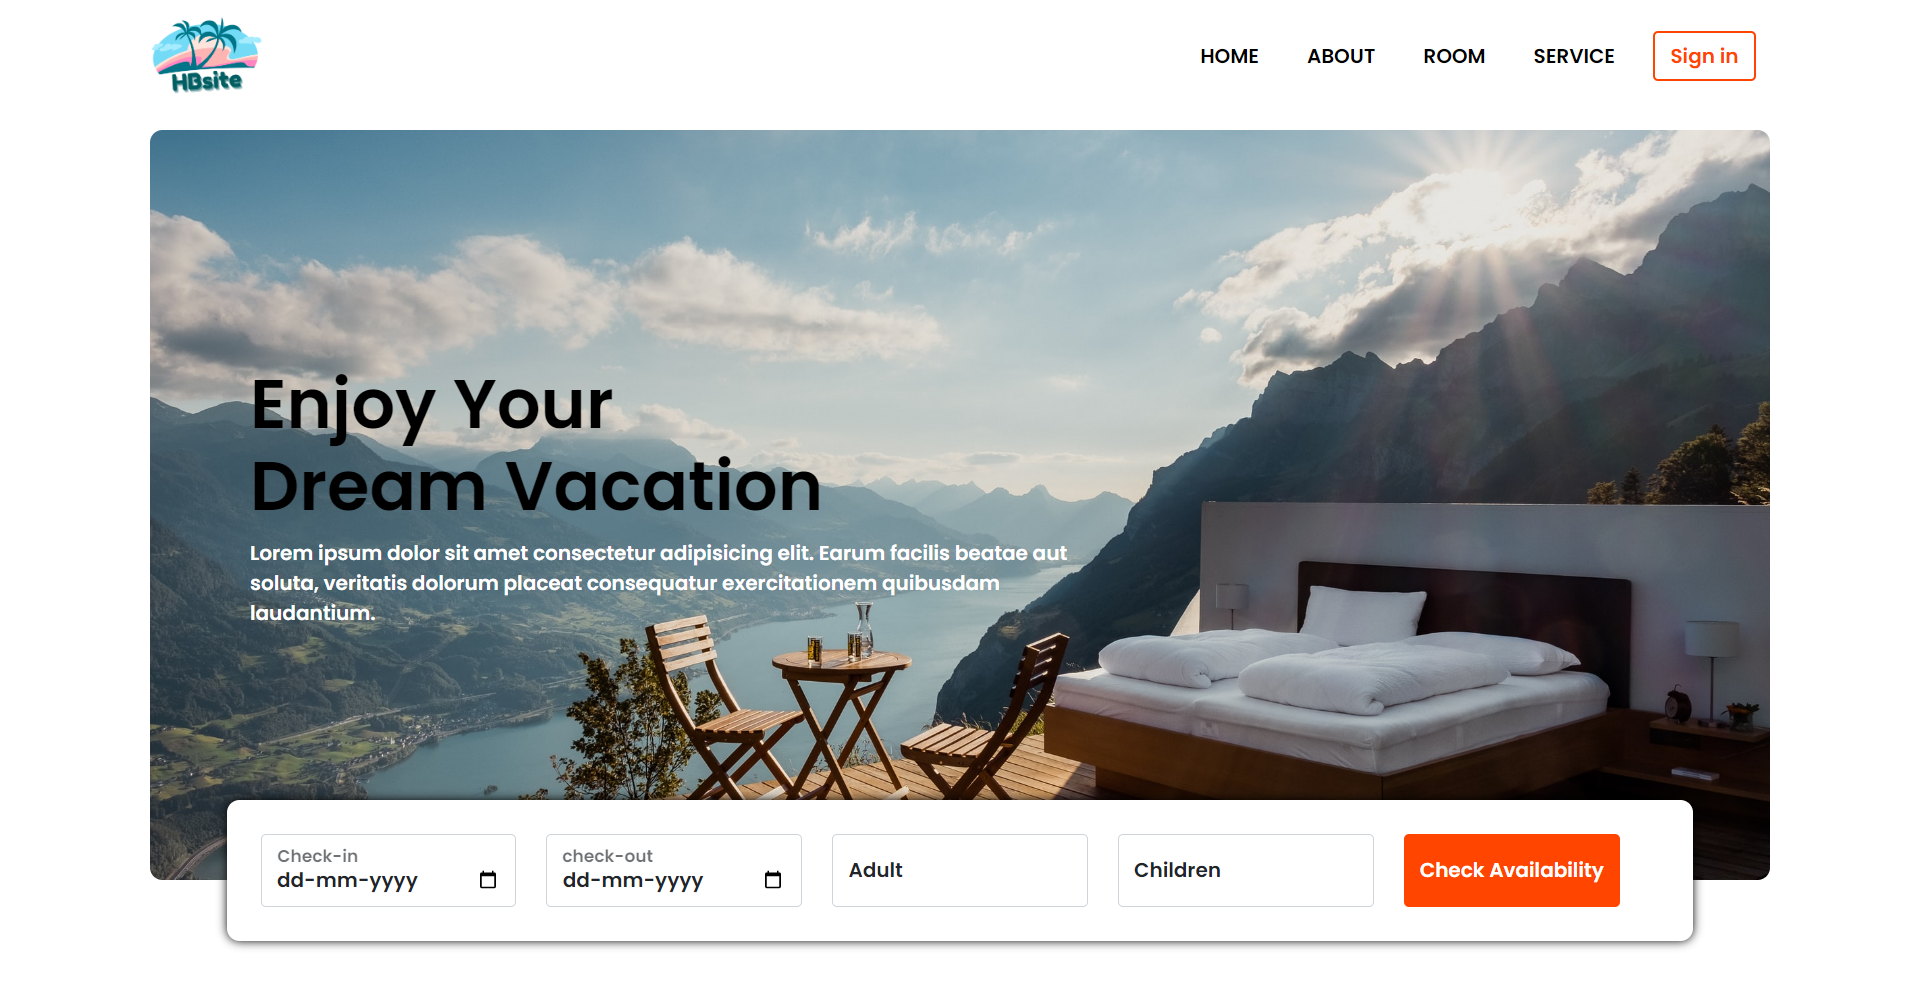 HBsite
HOME ABOUT ROOM SERVICE Sign in
Enjoy Your
Dream Vacation
Lorem ipsum dolor sit amet consectetur adipisicing elit. Earum facilis beatae aut
soluta, veritatis dolorum placeat consequatur exercitationem quibusdam
laudantium.
Check-in
dd-mm-yyyy
check-out
dd-mm-yyyy
Adult
Children
Check Availability